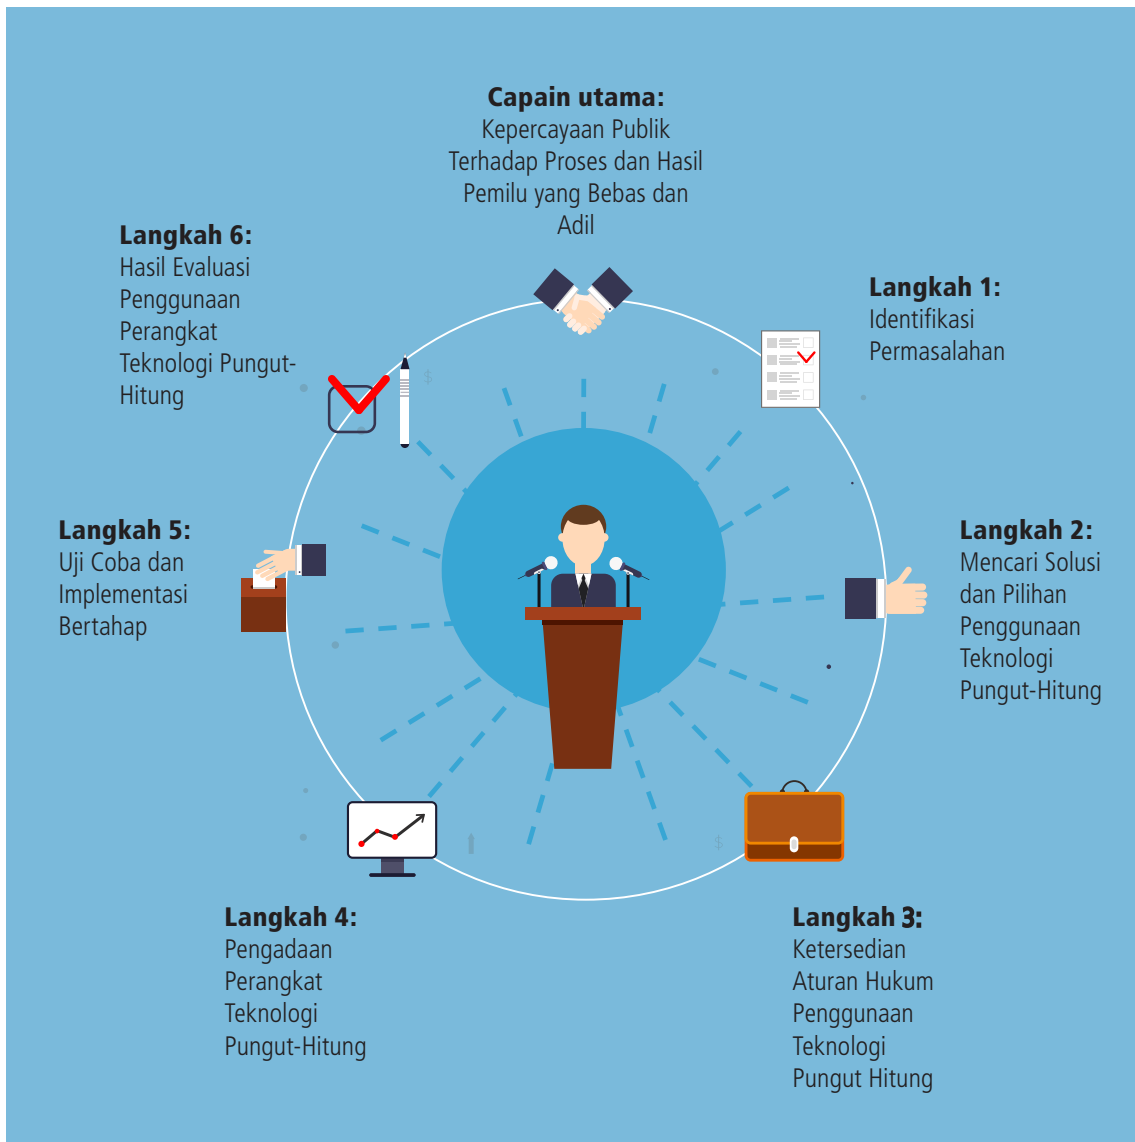 Capain utama:
Kepercayaan Publik
Terhadap Proses dan Hasil
Pemilu yang Bebas dan
Adil
Langkah 1:
Identifikasi
Permasalahan
Langkah 2:
Mencari Solusi
dan Pilihan
Penggunaan
Teknologi
Pungut-Hitung
Langkah 3:
Ketersedian
Aturan Hukum
Penggunaan
Teknologi
Pungut Hitung
Langkah 4:
Pengadaan
Perangkat
Teknologi
Pungut-Hitung
Langkah 5:
Uji Coba dan
Implementasi
Bertahap
Langkah 6:
Hasil Evaluasi
Penggunaan
Perangkat
Teknologi Pungut-
Hitung